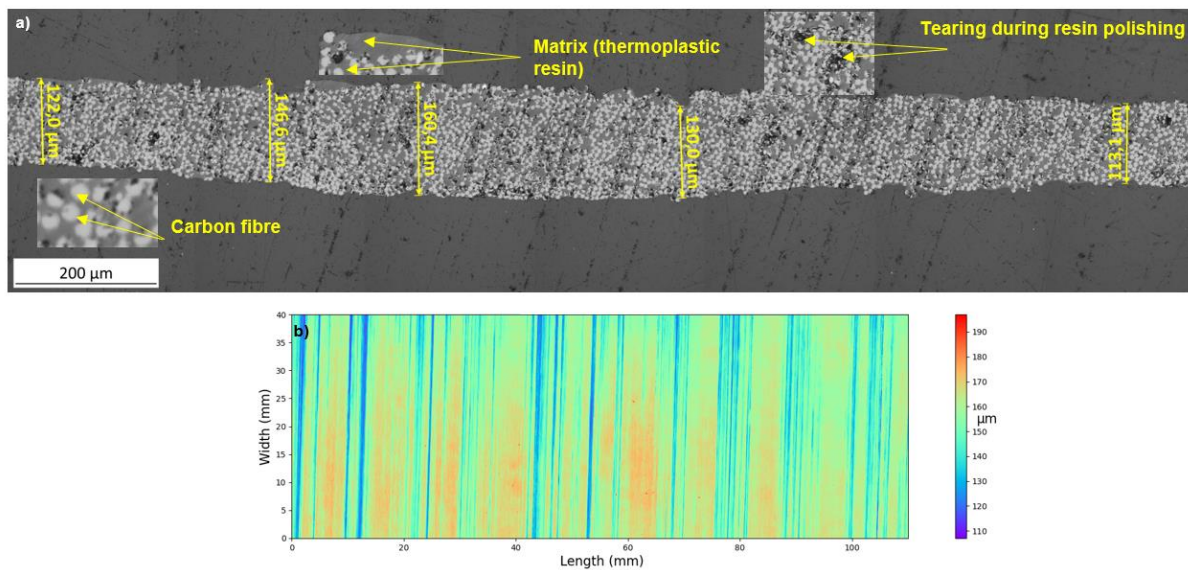 a)
Matrix (thermoplastic
resin)
Tearing during resin polishing
122,0 µm
146,6 µm
160,4 µm
130,0 µm
113,1 µm
Carbon fibre
200 µm
b)
40
35
30
25
20
15
10
5
0
Width (mm)
0 20 40 60 80 100
Length (mm)
190
180
170
160
150
140
130
120
110
µm